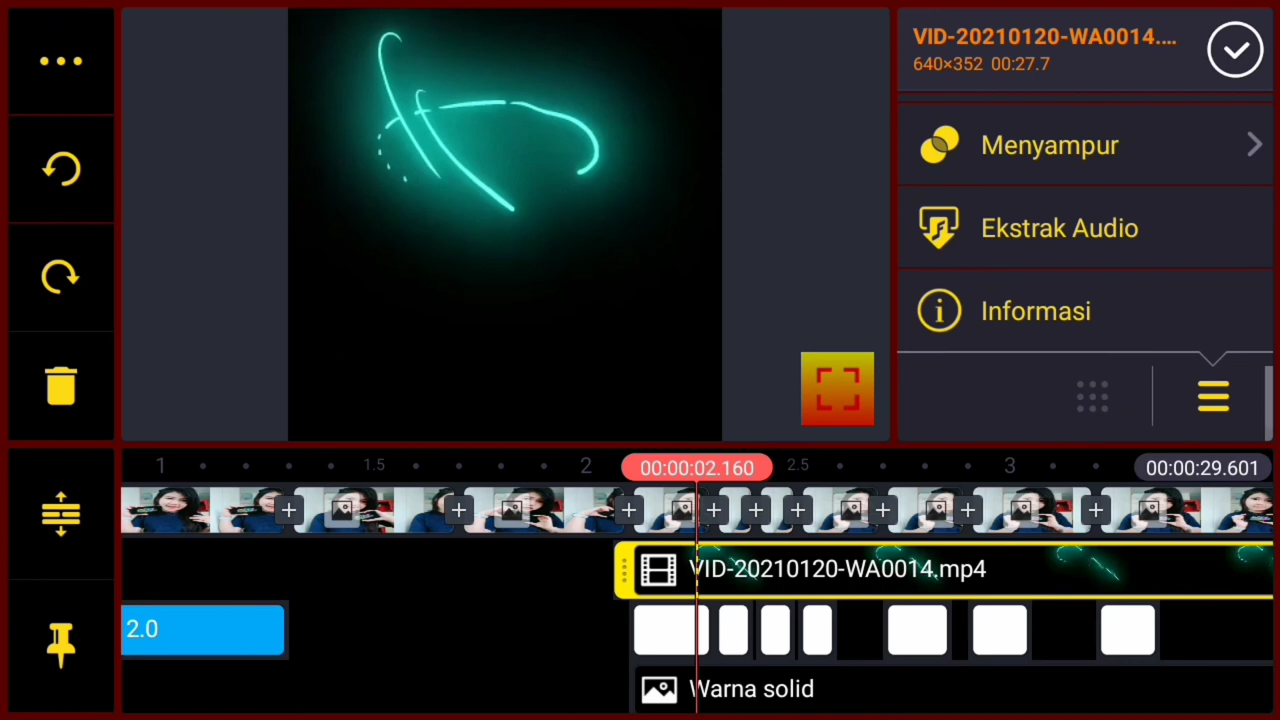 VID-20210120-WA0014....
640×352 00:27.7
Menyampur
Ekstrak Audio
Informasi
1 1.5 2 00:00:02.160 2.5 3 00:00:29.601
VID-20210120-WA0014.mp4
2.0
Warna solid